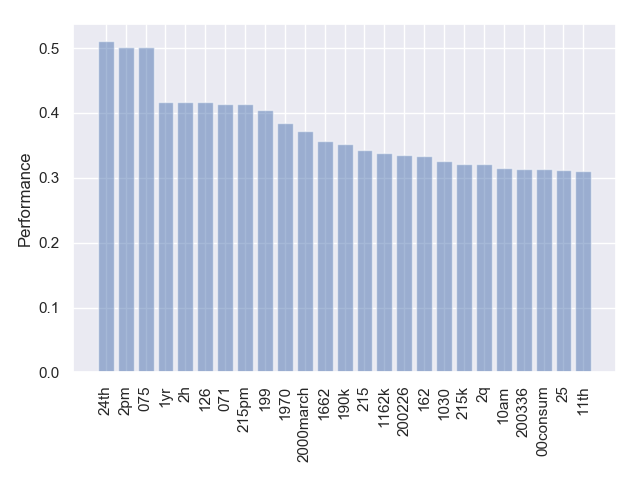 Performance
0.5
0.4
0.3
0.2
0.1
0.0
24th
2pm
075
1yr
2h
126
071
215pm
199
1970
2000march
1662
190k
215
1162k
200226
162
1030
215k
2q
10am
200336
00consum
25
11th